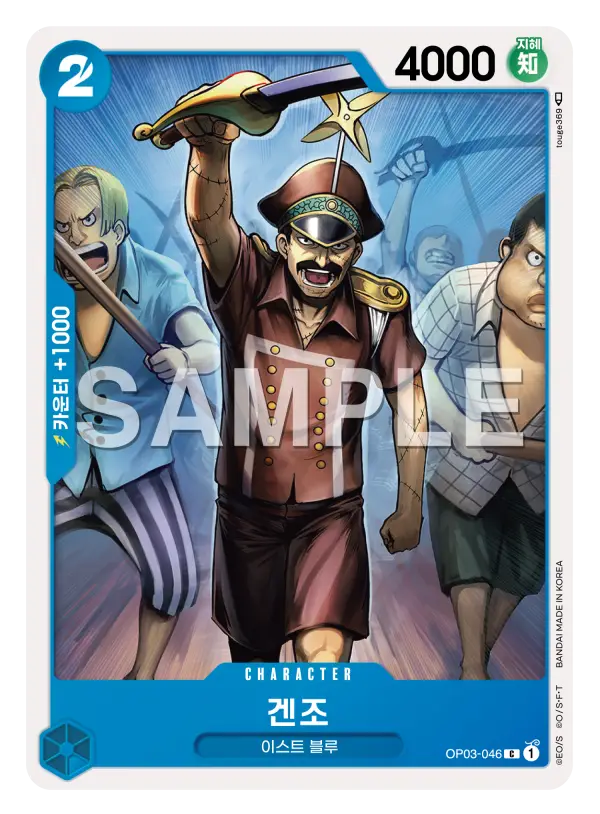 2
4000
지혜
知
touge369
카운터 +1000
SAMPLE
CHARACTER
겐조
이스트 블루
OP03-046 C 1
©EO/S ©O/S·F·T BANDAI MADE IN KOREA